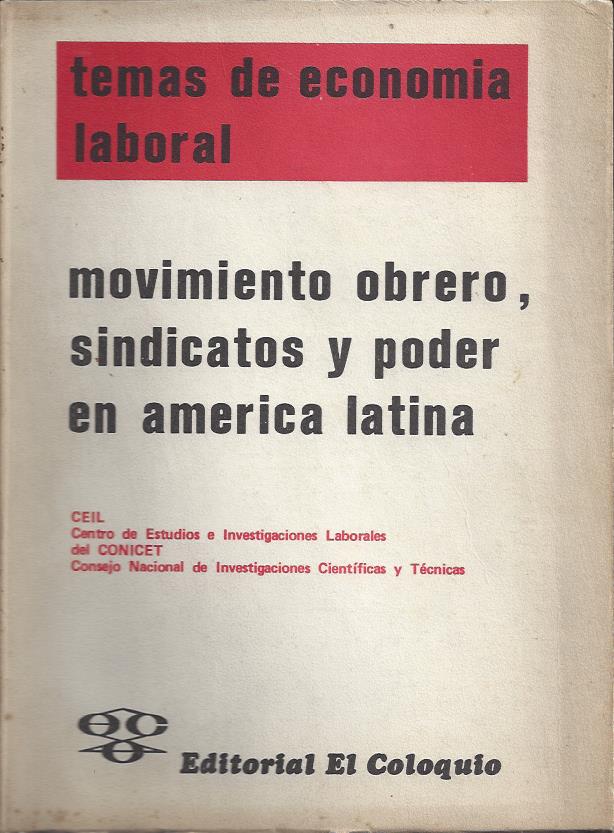 temas de economia
laboral
movimiento obrero,
sindicatos y poder
en america latina
CEIL
Centro de Estudios e Investigaciones Laborales
del CONICET
Consejo Nacional de Investigaciones Científicas y Técnicas
Editorial El Coloquio